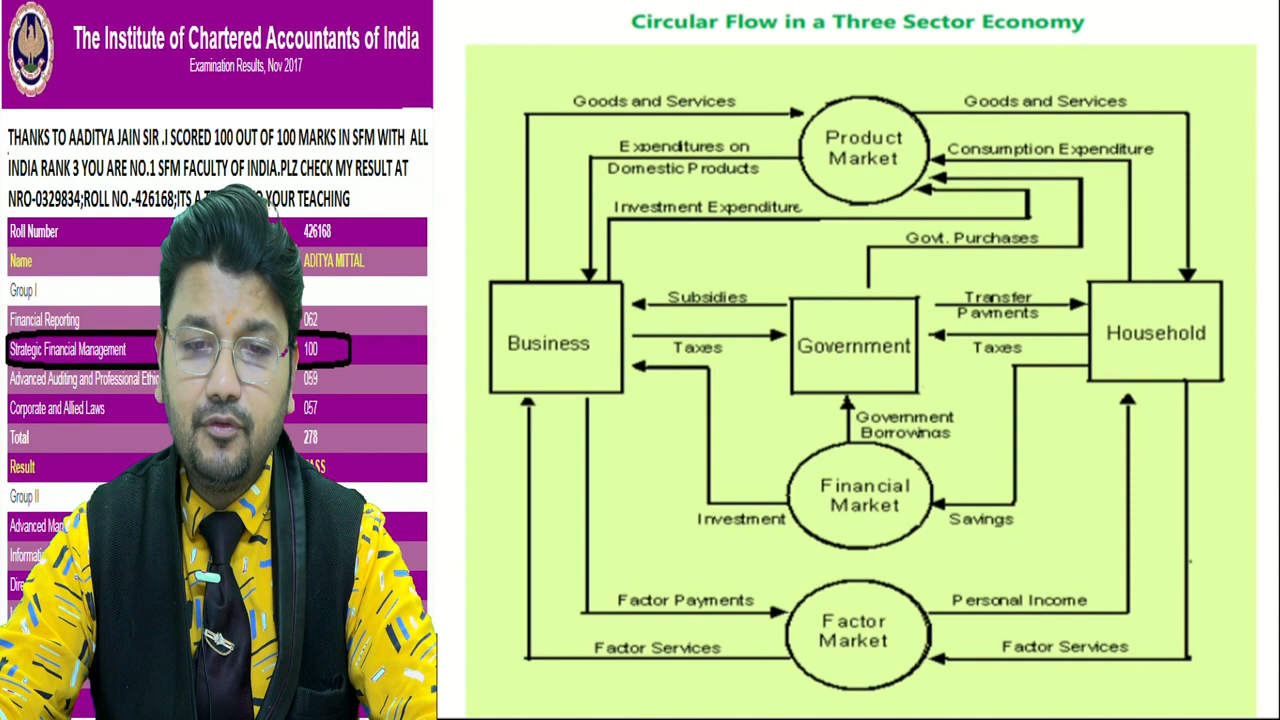 The Institute of Chartered Accountants of India
Examination Results, Nov 2017
THANKS TO AADITYA JAIN SIR .I SCORED 100 OUT OF 100 MARKS IN SFM WITH ALL
INDIA RANK 3 YOU ARE NO.1 SFM FACULTY OF INDIA.PLZ CHECK MY RESULT AT
NRO-0329834;ROLL NO.-426168;ITS A YOUR TEACHING
Roll Number 426168
Name ADITYA MITTAL
Group I
Financial Reporting 062
Strategic Financial Management 100
Advanced Auditing and Professional 059
Corporate and Allied Laws 057
Total 278
Result
Group II
Advanced
Circular Flow in a Three Sector Economy
Goods and Services
Goods and Services
Product
Market
Expenditures on
Domestic Products
Consumption Expenditure
Investment Expenditure
Govt. Purchases
Subsidies
Transfer
Payments
Business
Government
Household
Taxes
Taxes
Government
Borrowings
Financial
Market
Investment
Savings
Factor Payments
Personal Income
Factor
Market
Factor Services
Factor Services